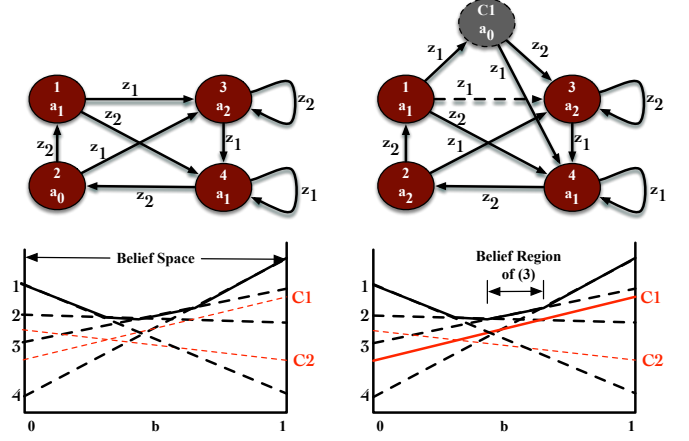 C1
a0
z1
z2
1
a1
z1
3
a2
z2
z2
z1
z2
z1
2
a0
z2
4
a1
z1
1
a1
z1
3
a2
z2
z1
z2
z2
z1
z1
2
a2
z2
4
a1
z1
Belief Space
1
2
3
4
C1
C2
0
b
1
Belief Region
of (3)
1
2
3
4
C1
C2
0
b
1